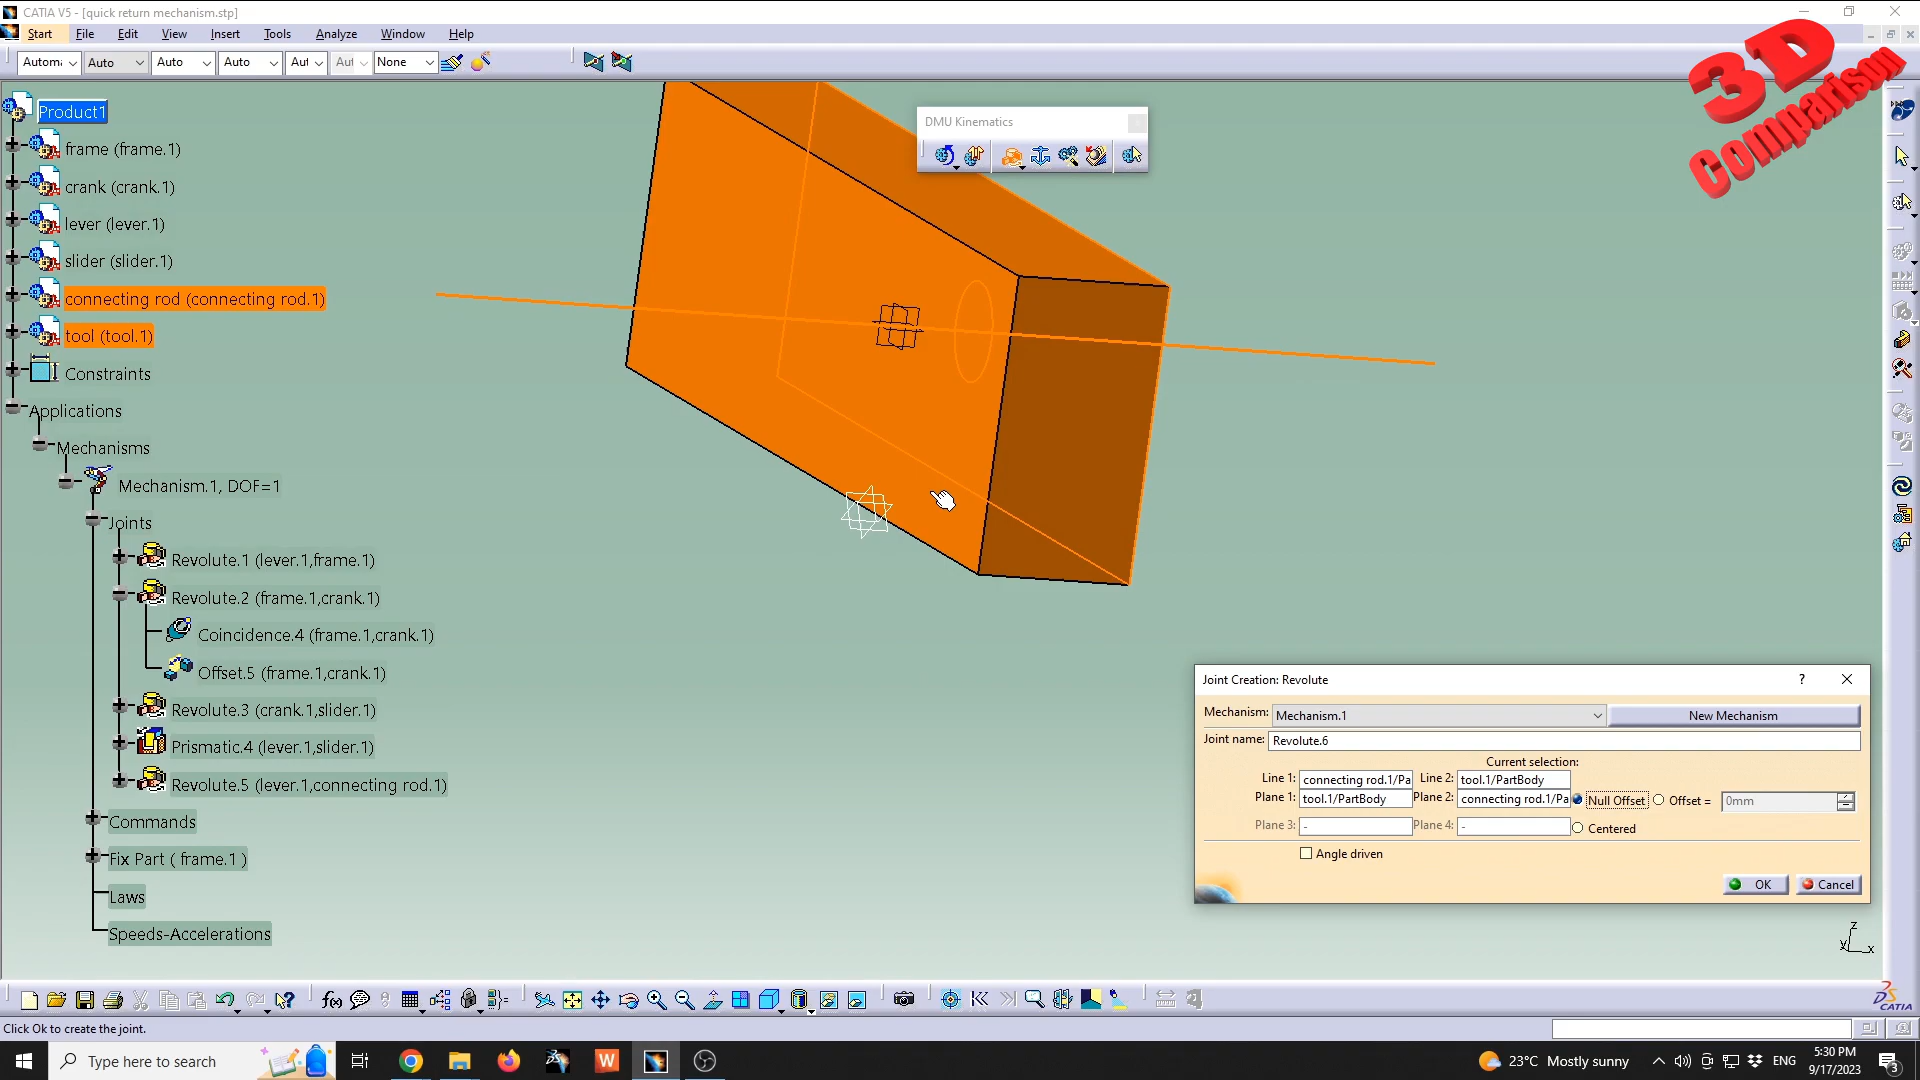 CATIA V5 - [quick return mechanism.stp]
Start File Edit View Insert Tools Analyze Window Help
Auto Auto Auto None
3D
Comparison
Product1
DMU Kinematics
frame (frame.1)
crank (crank.1)
lever (lever.1)
slider (slider.1)
connecting rod (connecting rod.1)
tool (tool.1)
Constraints
Applications
Mechanisms
Mechanism.1, DOF=1
Joints
Revolute.1 (lever.1,frame.1)
Revolute.2 (frame.1,crank.1)
Coincidence.4 (frame.1,crank.1)
Offset.5 (frame.1,crank.1)
Revolute.3 (crank.1,slider.1)
Prismatic.4 (lever.1,slider.1)
Revolute.5 (lever.1,connecting rod.1)
Commands
Fix Part ( frame.1 )
Laws
Speeds-Accelerations
Joint Creation: Revolute
? ×
Mechanism: Mechanism.1 New Mechanism
Joint name: Revolute.6
Current selection:
Line 1: connecting rod.1/Pa Line 2: tool.1/PartBody
Plane 1: tool.1/PartBody Plane 2: connecting rod.1/Pa Null Offset Offset = 0mm
Plane 3: - Plane 4: - Centered
Angle driven
OK Cancel
z
y x
f(x)
CATIA
Click Ok to create the joint.
Type here to search
W
23°C Mostly sunny
ENG
5:30 PM
9/17/2023
3